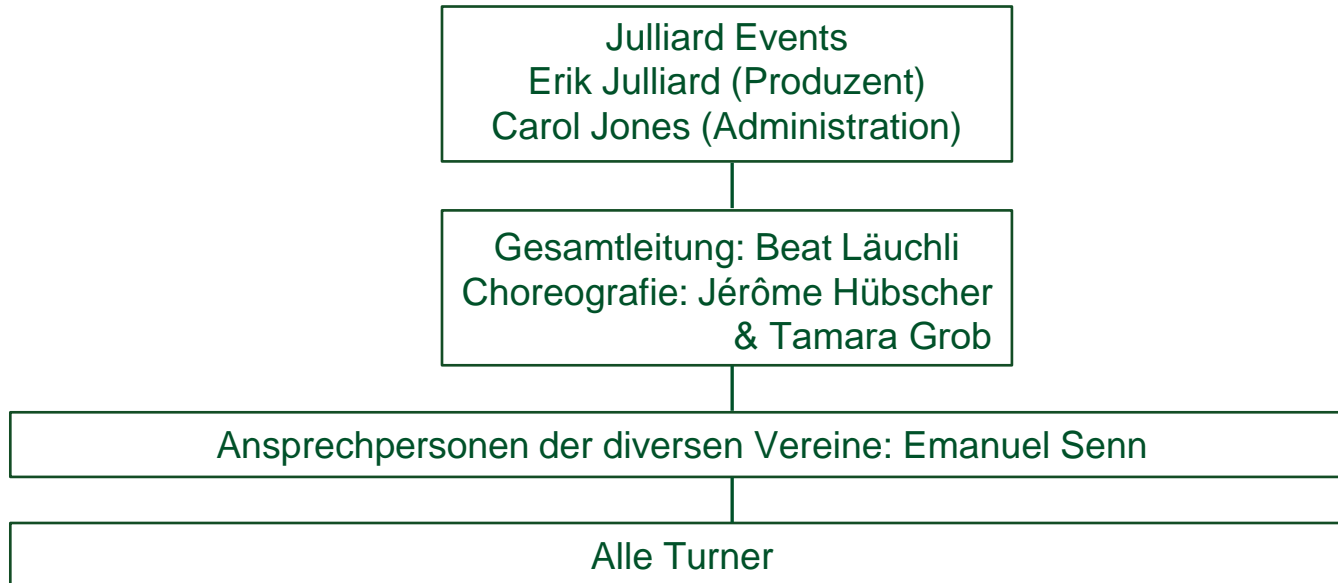 Julliard Events
Erik Julliard (Produzent)
Carol Jones (Administration)
Gesamtleitung: Beat Läuchli
Choreografie: Jérôme Hübscher
& Tamara Grob
Ansprechpersonen der diversen Vereine: Emanuel Senn
Alle Turner